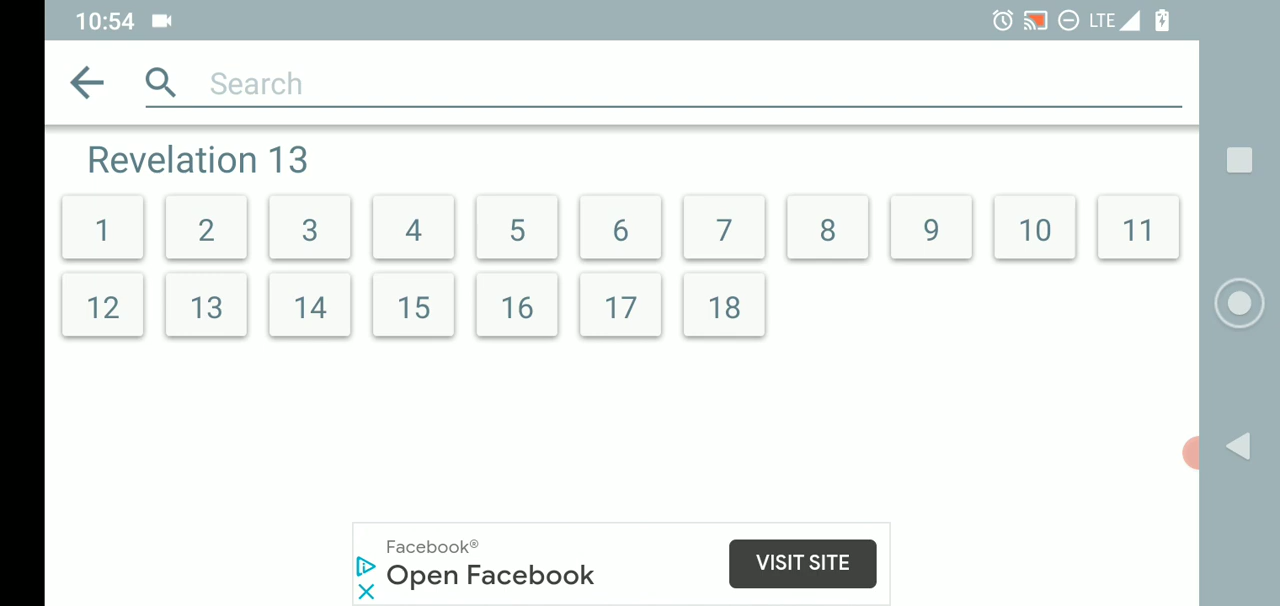 10:54 LTE
Search
Revelation 13
1 2 3 4 5 6 7 8 9 10 11
12 13 14 15 16 17 18
Facebook®
Open Facebook
VISIT SITE